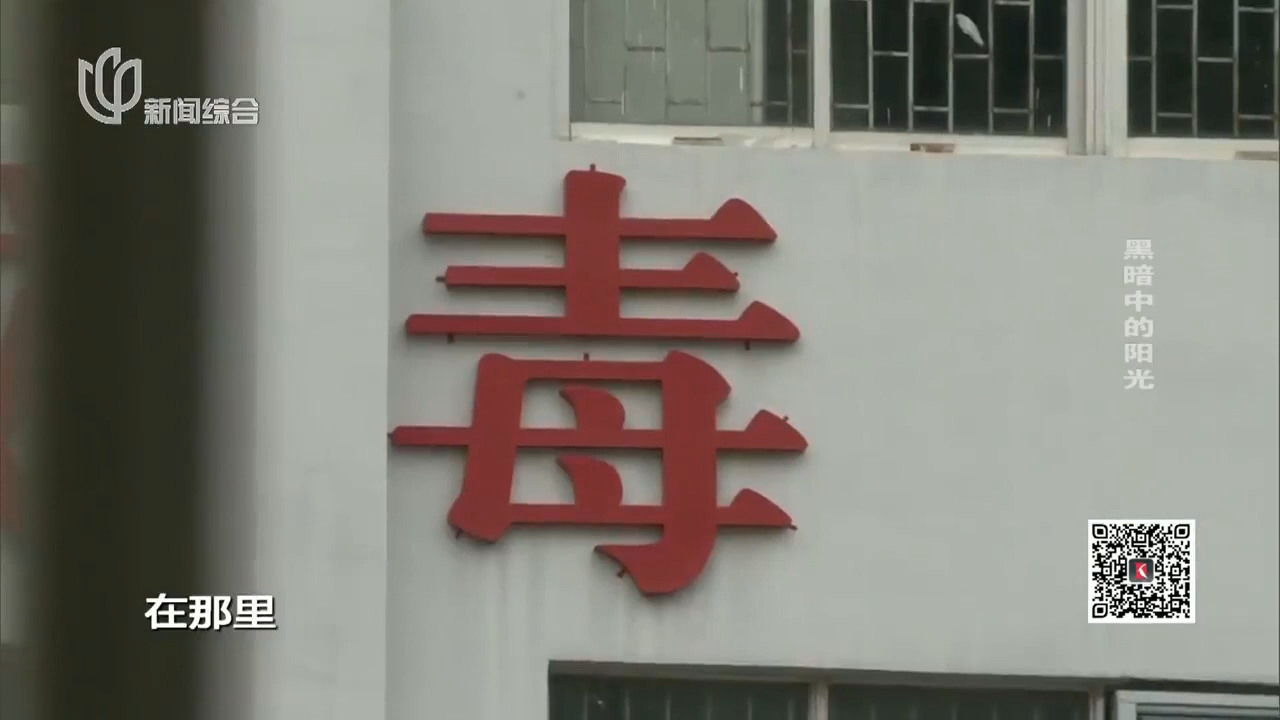 新闻综合
毒
黑暗中的阳光
在那里